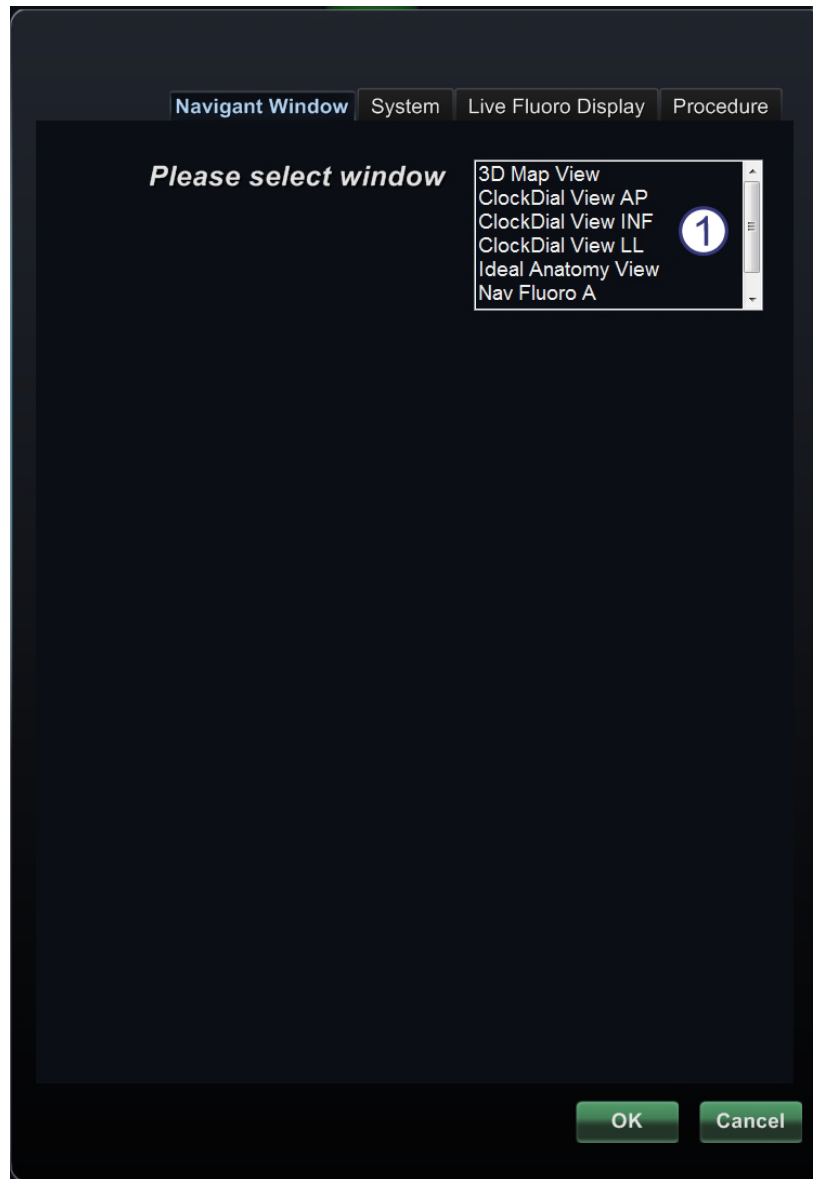 Navigant Window System Live Fluoro Display Procedure
Please select window
3D Map View
ClockDial View AP
ClockDial View INF
ClockDial View LL
Ideal Anatomy View
Nav Fluoro A
1
OK Cancel